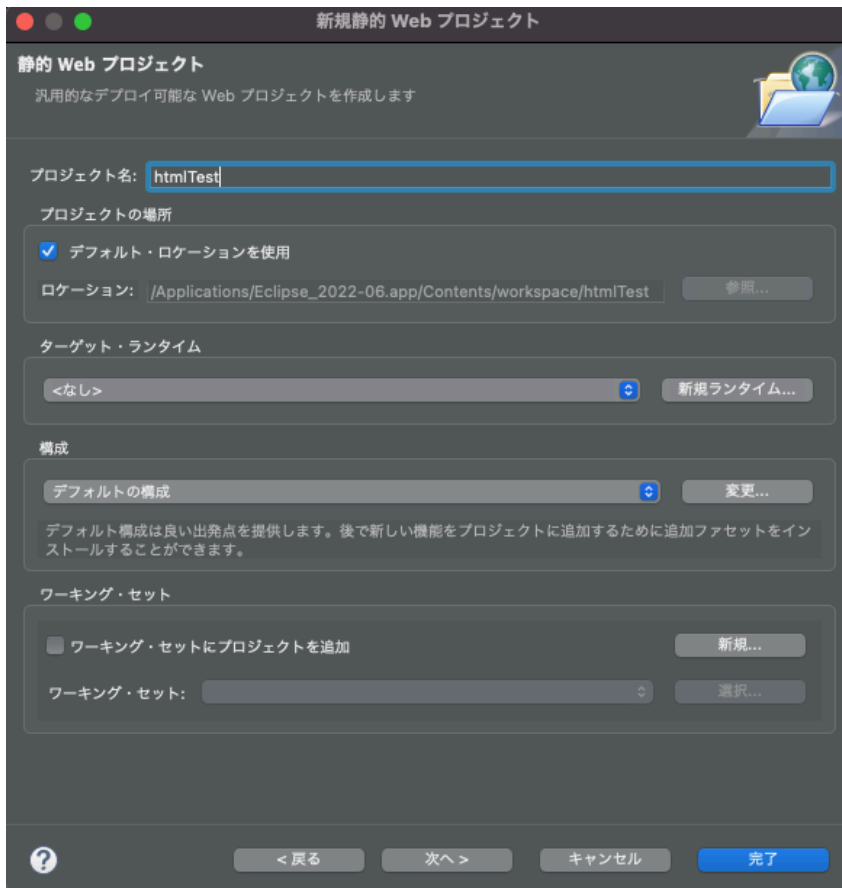 新規静的 Web プロジェクト
静的 Web プロジェクト
汎用的なデプロイ可能な Web プロジェクトを作成します
プロジェクト名: htmlTest
プロジェクトの場所
デフォルト・ロケーションを使用
ロケーション: /Applications/Eclipse_2022-06.app/Contents/workspace/htmlTest 参照...
ターゲット・ランタイム
<なし> 新規ランタイム...
構成
デフォルトの構成 変更...
デフォルト構成は良い出発点を提供します。後で新しい機能をプロジェクトに追加するために追加ファセットをイン
ストールすることができます。
ワーキング・セット
ワーキング・セットにプロジェクトを追加 新規...
ワーキング・セット: 選択...
? < 戻る 次へ > キャンセル 完了